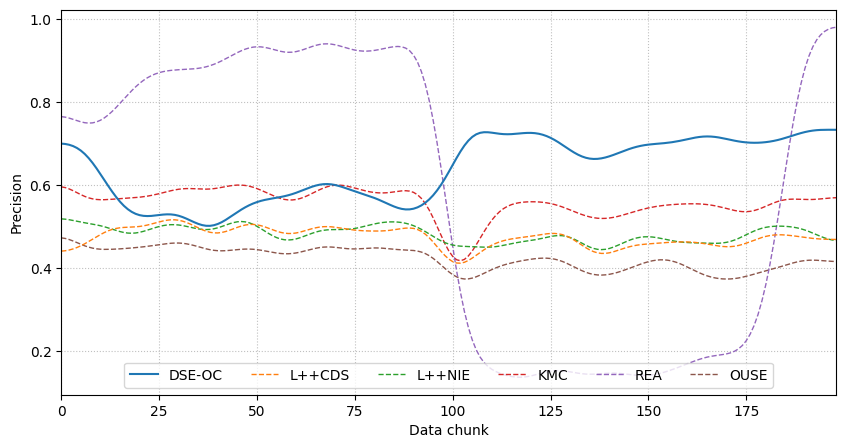 1.0
0.8
0.6
0.4
0.2
Precision
DSE-OC L++CDS L++NIE KMC REA OUSE
0 25 50 75 100 125 150 175
Data chunk